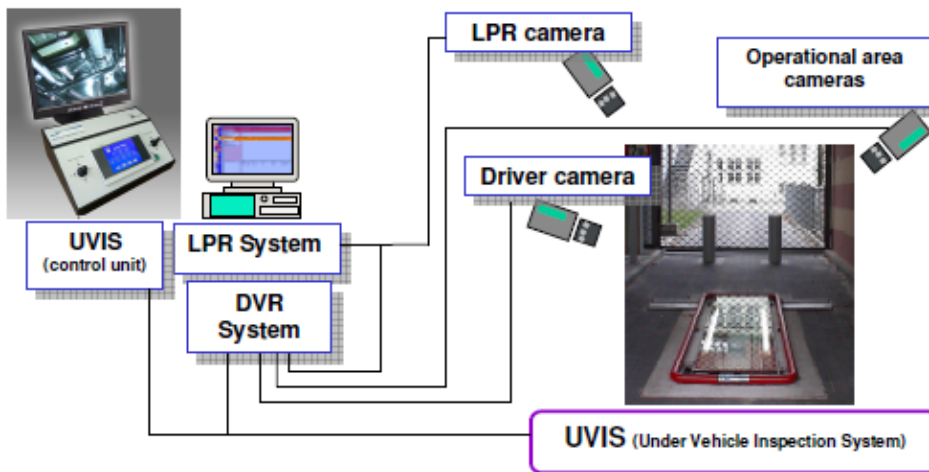 LPR camera
Operational area
cameras
Driver camera
UVIS
(control unit)
LPR System
DVR
System
UVIS (Under Vehicle Inspection System)